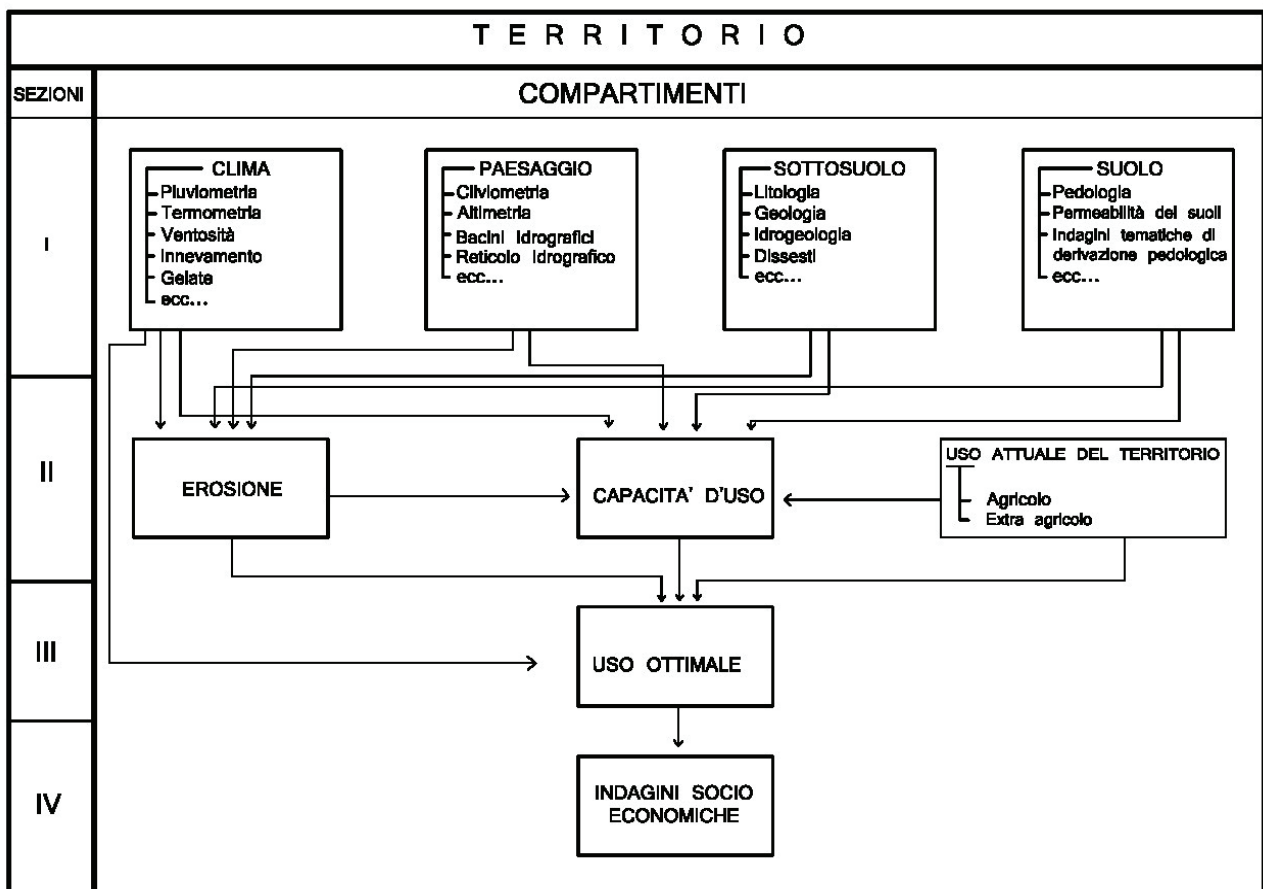 TERRITORIO
SEZIONI
COMPARTIMENTI
I
CLIMA
Pluviometria
Termometria
Ventosità
Innevamento
Gelate
ecc...
PAESAGGIO
Cliviometria
Altimetria
Bacini idrografici
Reticolo idrografico
ecc...
SOTTOSUOLO
Litologia
Geologia
Idrogeologia
Dissesti
ecc...
SUOLO
Pedologia
Permeabilità dei suoli
Indagini tematiche di
derivazione pedologica
ecc...
II
EROSIONE
CAPACITA' D'USO
USO ATTUALE DEL TERRITORIO
Agricolo
Extra agricolo
III
USO OTTIMALE
IV
INDAGINI SOCIO
ECONOMICHE